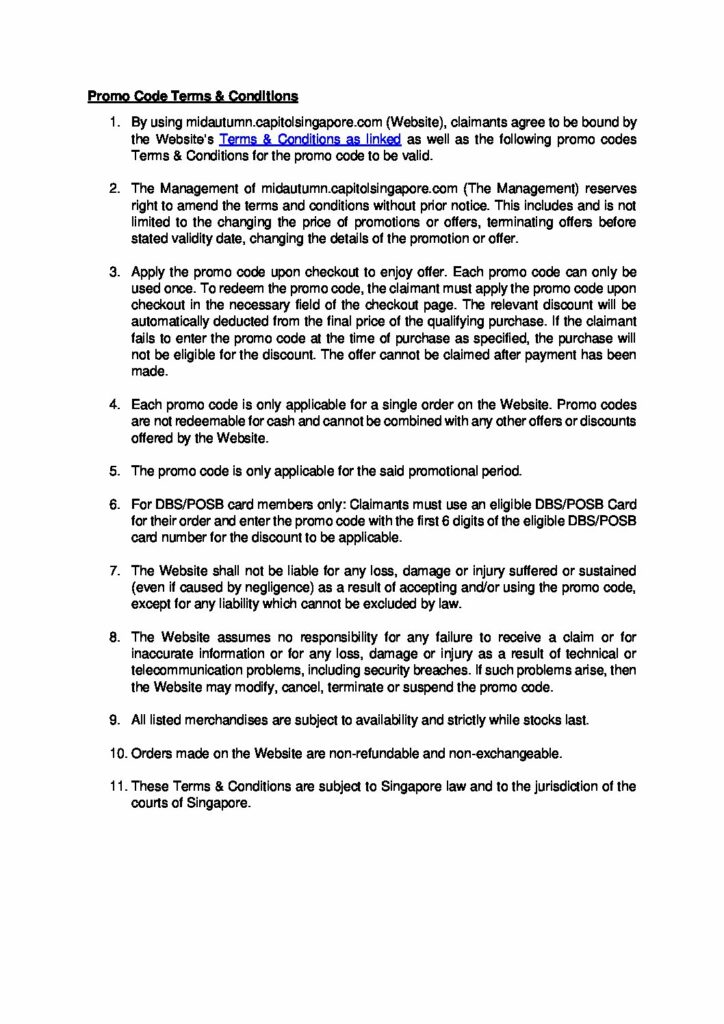 Promo Code Terms & Conditions
1. By using midautumn.capitolsingapore.com (Website), claimants agree to be bound by
the Website's Terms & Conditions as linked as well as the following promo codes
Terms & Conditions for the promo code to be valid.
2. The Management of midautumn.capitolsingapore.com (The Management) reserves
right to amend the terms and conditions without prior notice. This includes and is not
limited to the changing the price of promotions or offers, terminating offers before
stated validity date, changing the details of the promotion or offer.
3. Apply the promo code upon checkout to enjoy offer. Each promo code can only be
used once. To redeem the promo code, the claimant must apply the promo code upon
checkout in the necessary field of the checkout page. The relevant discount will be
automatically deducted from the final price of the qualifying purchase. If the claimant
fails to enter the promo code at the time of purchase as specified, the purchase will
not be eligible for the discount. The offer cannot be claimed after payment has been
made.
4. Each promo code is only applicable for a single order on the Website. Promo codes
are not redeemable for cash and cannot be combined with any other offers or discounts
offered by the Website.
5. The promo code is only applicable for the said promotional period.
6. For DBS/POSB card members only: Claimants must use an eligible DBS/POSB Card
for their order and enter the promo code with the first 6 digits of the eligible DBS/POSB
card number for the discount to be applicable.
7. The Website shall not be liable for any loss, damage or injury suffered or sustained
(even if caused by negligence) as a result of accepting and/or using the promo code,
except for any liability which cannot be excluded by law.
8. The Website assumes no responsibility for any failure to receive a claim or for
inaccurate information or for any loss, damage or injury as a result of technical or
telecommunication problems, including security breaches. If such problems arise, then
the Website may modify, cancel, terminate or suspend the promo code.
9. All listed merchandises are subject to availability and strictly while stocks last.
10. Orders made on the Website are non-refundable and non-exchangeable.
11. These Terms & Conditions are subject to Singapore law and to the jurisdiction of the
courts of Singapore.